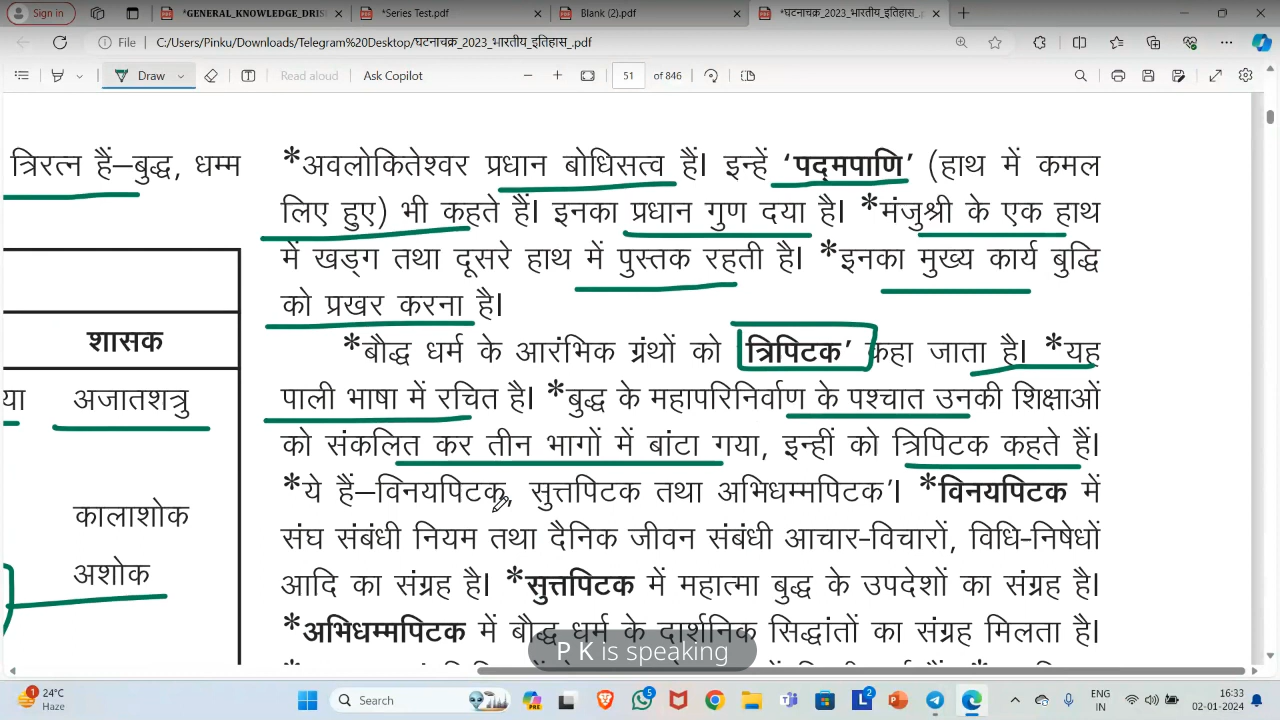 Sign in
*GENERAL_KNOWLEDGE_DRIS
*Series Test.pdf
Blank (2).pdf
*घटनाचक्र_2023_भारतीय_इतिहास_.p
File
C:/Users/Pinku/Downloads/Telegram%20Desktop/घटनाचक्र_2023_भारतीय_इतिहास_.pdf
Draw
Read aloud
Ask Copilot
51 of 846
त्रिरत्न हैं–बुद्ध, धम्म
शासक
या अजातशत्रु
कालाशोक
अशोक
*अवलोकितेश्वर प्रधान बोधिसत्व हैं। इन्हें ‘पद्मपाणि’ (हाथ में कमल
लिए हुए) भी कहते हैं। इनका प्रधान गुण दया है। *मंजुश्री के एक हाथ
में खड्ग तथा दूसरे हाथ में पुस्तक रहती है। *इनका मुख्य कार्य बुद्धि
को प्रखर करना है।
*बौद्ध धर्म के आरंभिक ग्रंथों को त्रिपिटक’ कहा जाता है। *यह
पाली भाषा में रचित है। *बुद्ध के महापरिनिर्वाण के पश्चात उनकी शिक्षाओं
को संकलित कर तीन भागों में बांटा गया, इन्हीं को त्रिपिटक कहते हैं।
*ये हैं–विनयपिटक, सुत्तपिटक तथा अभिधम्मपिटक’। *विनयपिटक में
संघ संबंधी नियम तथा दैनिक जीवन संबंधी आचार-विचारों, विधि-निषेधों
आदि का संग्रह है। *सुत्तपिटक में महात्मा बुद्ध के उपदेशों का संग्रह है।
*अभिधम्मपिटक में बौद्ध धर्म के दार्शनिक सिद्धांतों का संग्रह मिलता है।
P K is speaking
1
24°C
Haze
Search
PRE
5
2
ENG
IN
16:33
02-01-2024